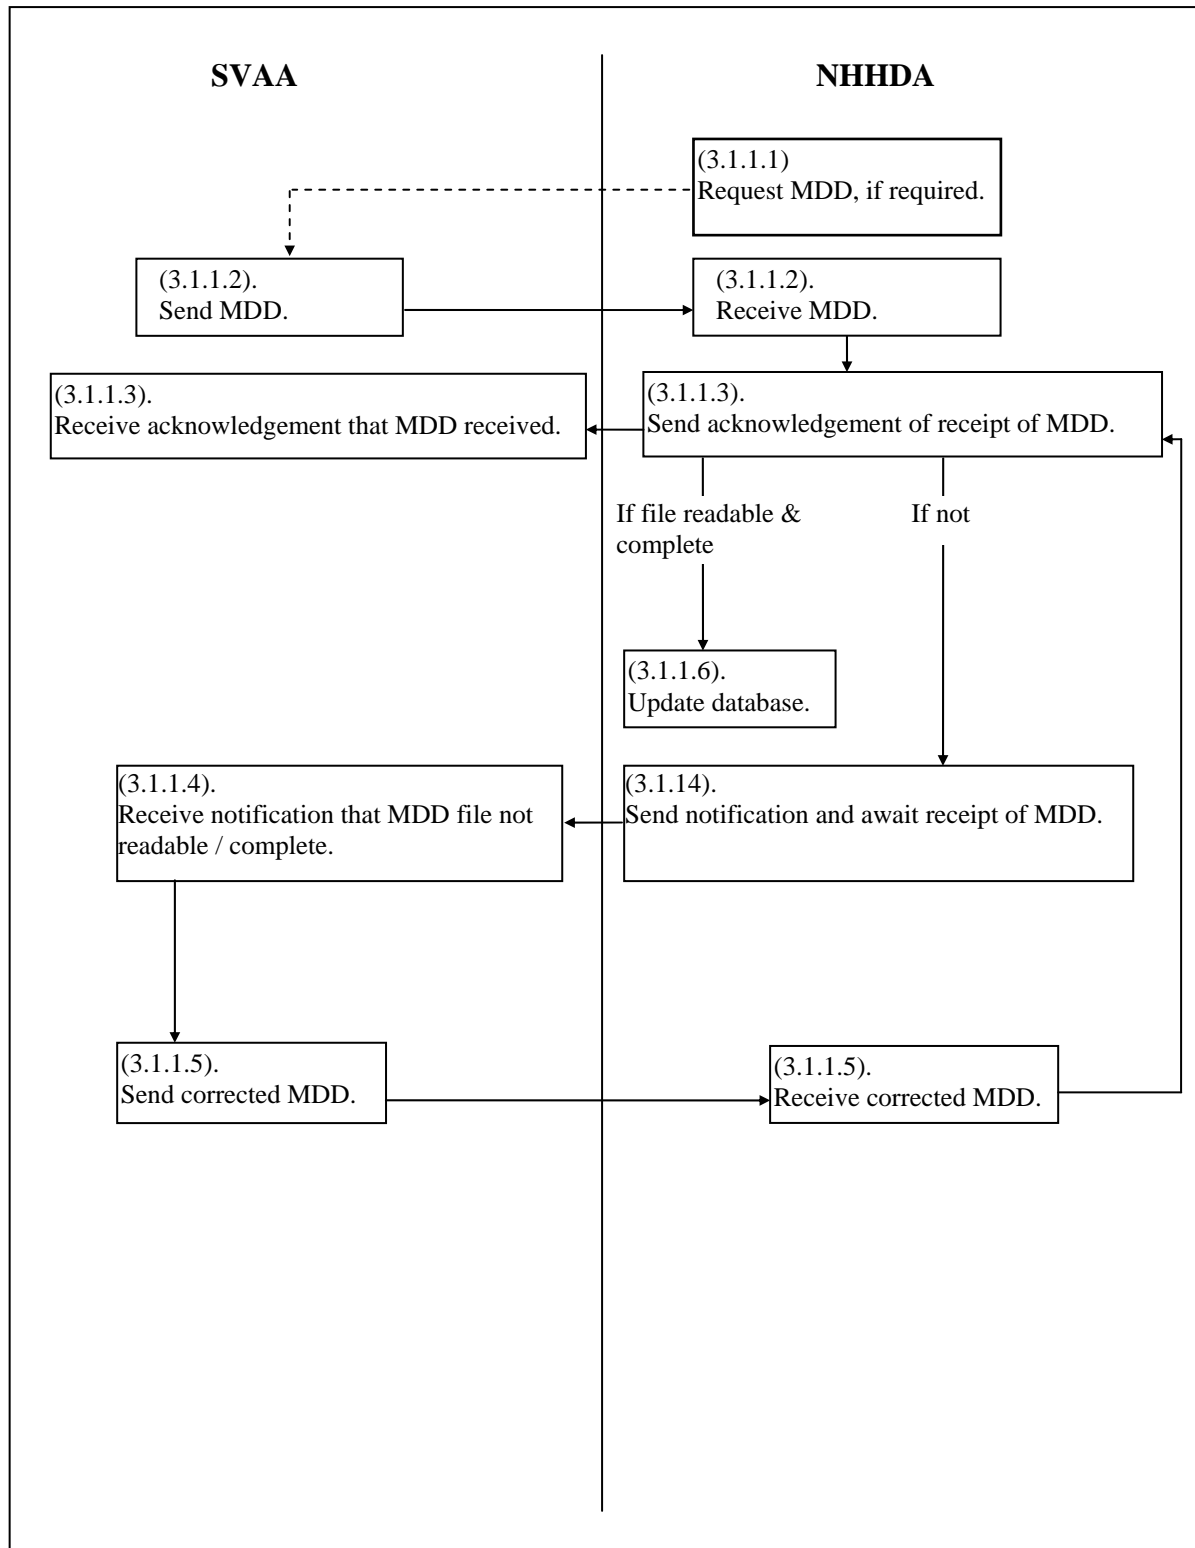 SVAA
NHHDA
(3.1.1.1)
Request MDD, if required.
(3.1.1.2).
Send MDD.
(3.1.1.2).
Receive MDD.
(3.1.1.3).
Receive acknowledgement that MDD received.
(3.1.1.3).
Send acknowledgement of receipt of MDD.
If file readable &
complete
If not
(3.1.1.6).
Update database.
(3.1.1.4).
Receive notification that MDD file not
readable / complete.
(3.1.14).
Send notification and await receipt of MDD.
(3.1.1.5).
Send corrected MDD.
(3.1.1.5).
Receive corrected MDD.